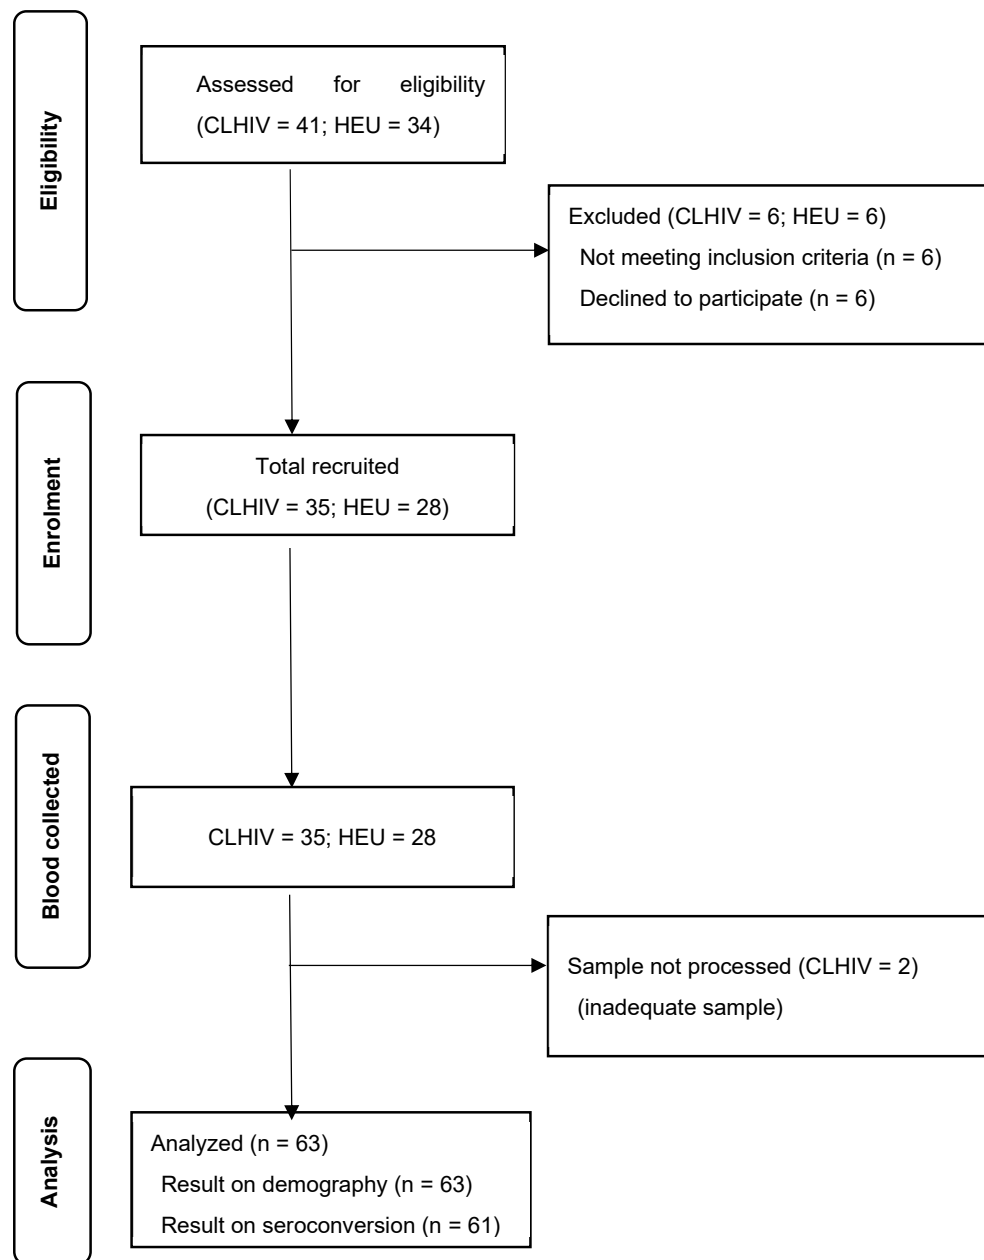 Eligibility
Assessed for eligibility
(CLHIV = 41; HEU = 34)
Excluded (CLHIV = 6; HEU = 6)
Not meeting inclusion criteria (n = 6)
Declined to participate (n = 6)
Enrolment
Total recruited
(CLHIV = 35; HEU = 28)
Blood collected
CLHIV = 35; HEU = 28
Sample not processed (CLHIV = 2)
(inadequate sample)
Analysis
Analyzed (n = 63)
Result on demography (n = 63)
Result on seroconversion (n = 61)